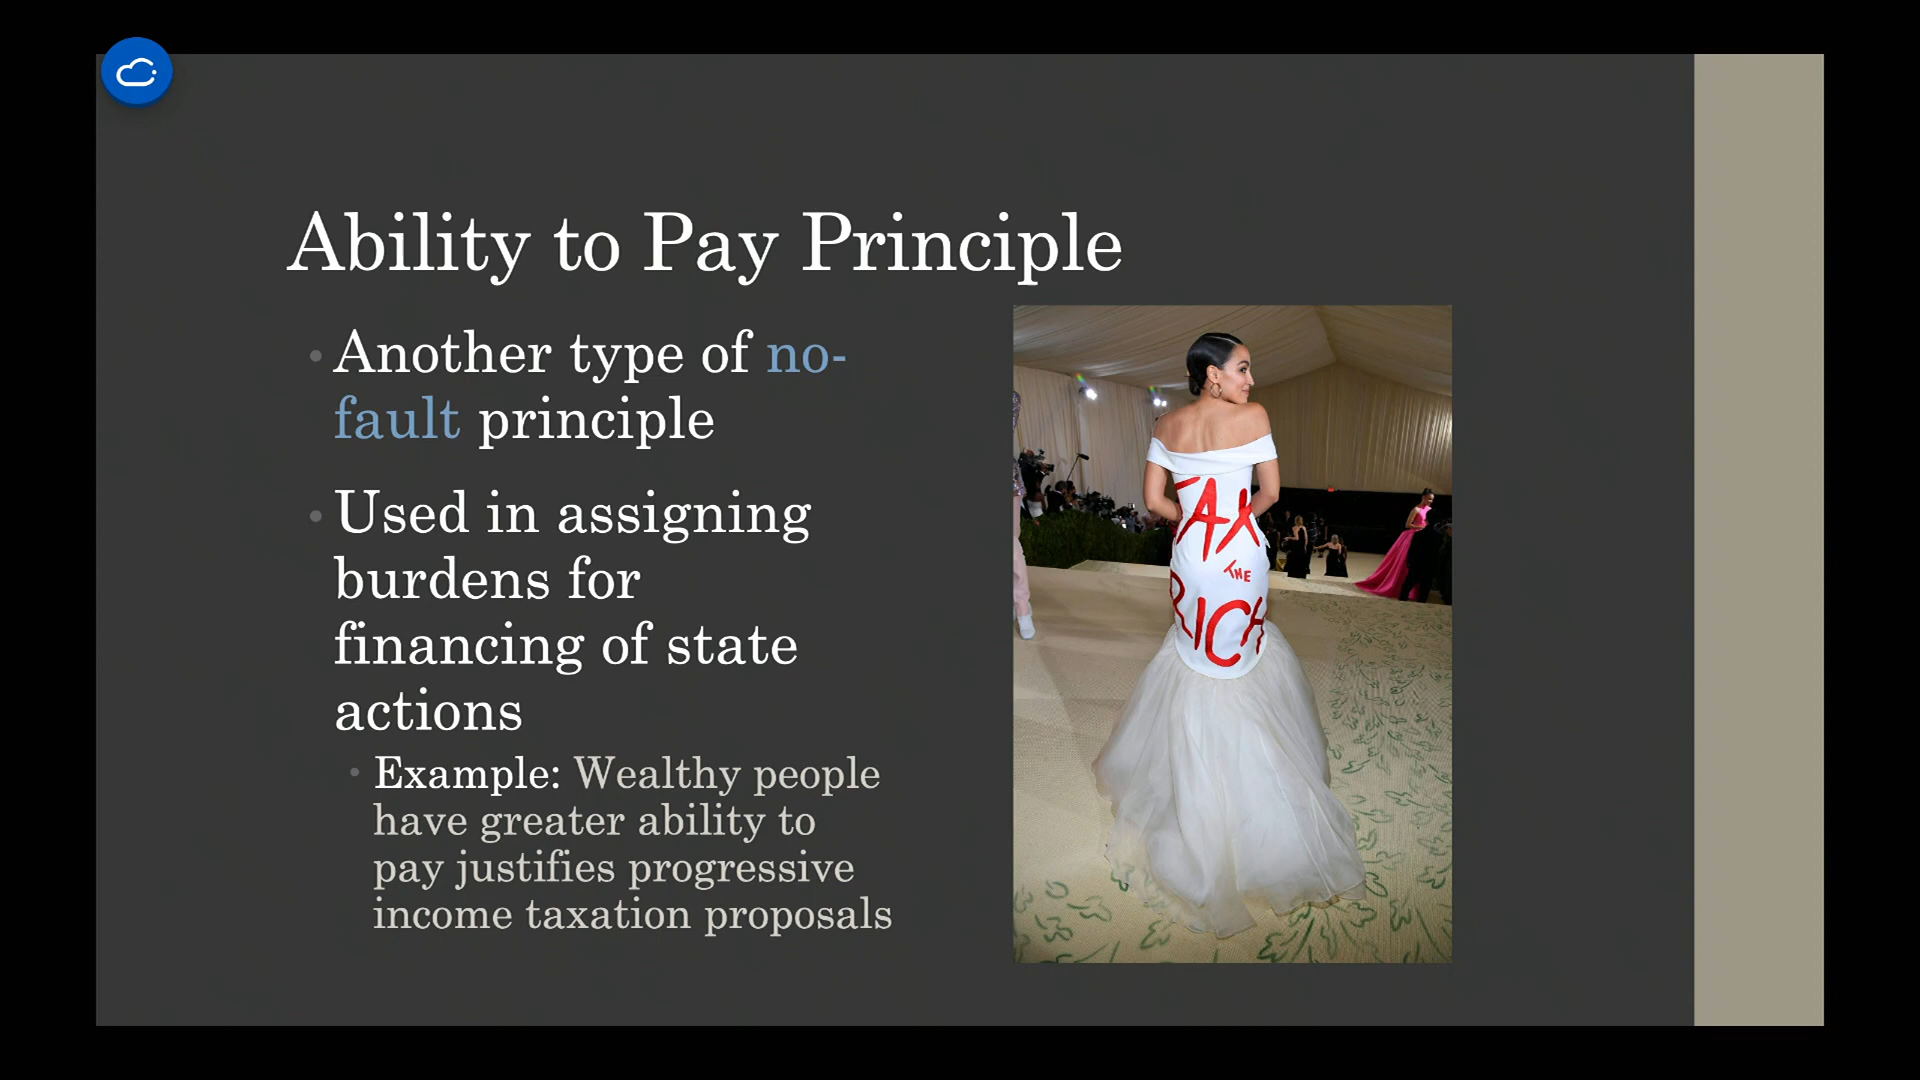 Ability to Pay Principle
• Another type of no-
fault principle
• Used in assigning
burdens for
financing of state
actions
• Example: Wealthy people
have greater ability to
pay justifies progressive
income taxation proposals
TAX
THE
RICH